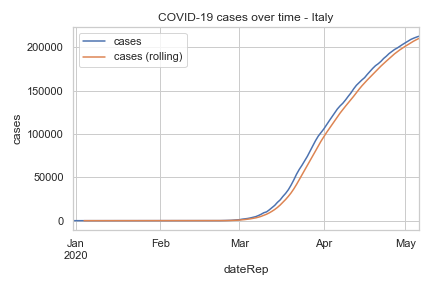 COVID-19 cases over time - Italy
cases
cases (rolling)
200000
150000
100000
50000
0
cases
Jan
2020
Feb
Mar
Apr
May
dateRep